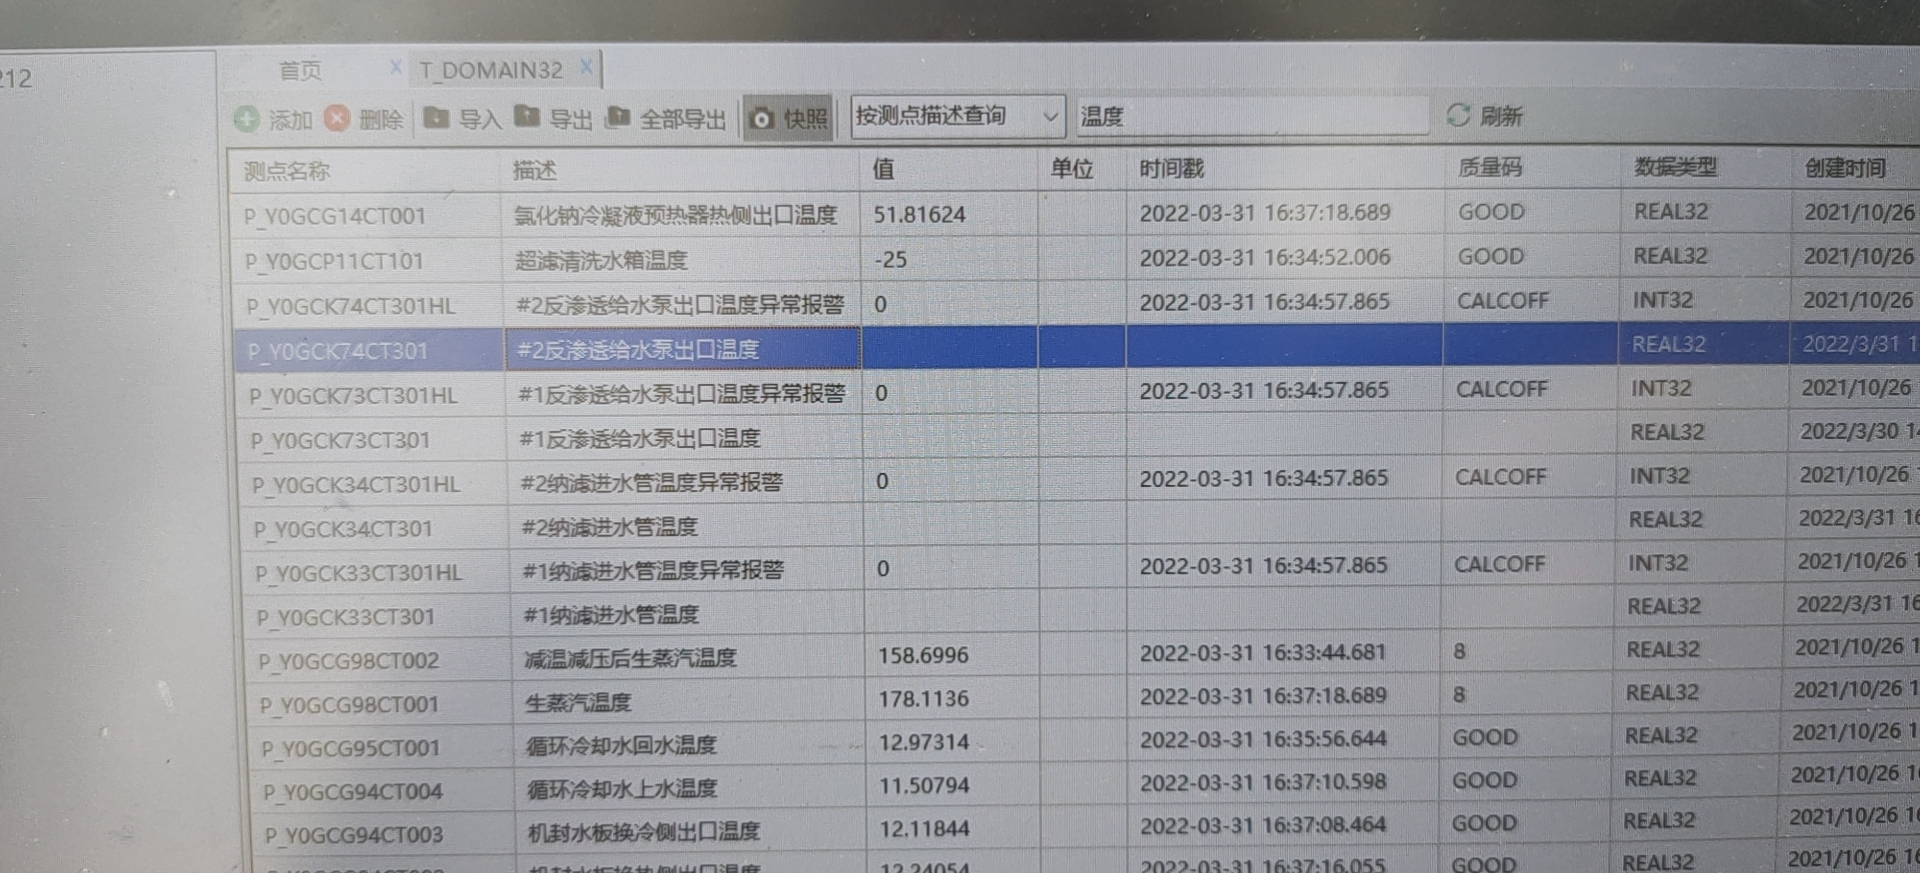 212
首页 X T_DOMAIN32 X
添加 删除 导入 导出 全部导出 快照 按测点描述查询 温度 刷新
测点名称 描述 值 单位 时间戳 质量码 数据类型 创建时间
P_Y0GCG14CT001 氯化钠冷凝液预热器热侧出口温度 51.81624 2022-03-31 16:37:18.689 GOOD REAL32 2021/10/26
P_Y0GCP11CT101 超滤清洗水箱温度 -25 2022-03-31 16:34:52.006 GOOD REAL32 2021/10/26
P_Y0GCK74CT301HL #2反渗透给水泵出口温度异常报警 0 2022-03-31 16:34:57.865 CALCOFF INT32 2021/10/26
P_Y0GCK74CT301 #2反渗透给水泵出口温度 REAL32 2022/3/31 1
P_Y0GCK73CT301HL #1反渗透给水泵出口温度异常报警 0 2022-03-31 16:34:57.865 CALCOFF INT32 2021/10/26
P_Y0GCK73CT301 #1反渗透给水泵出口温度 REAL32 2022/3/30 14
P_Y0GCK34CT301HL #2纳滤进水管温度异常报警 0 2022-03-31 16:34:57.865 CALCOFF INT32 2021/10/26
P_Y0GCK34CT301 #2纳滤进水管温度 REAL32 2022/3/31 16
P_Y0GCK33CT301HL #1纳滤进水管温度异常报警 0 2022-03-31 16:34:57.865 CALCOFF INT32 2021/10/26 1
P_Y0GCK33CT301 #1纳滤进水管温度 REAL32 2022/3/31 16
P_Y0GCG98CT002 减温减压后生蒸汽温度 158.6996 2022-03-31 16:33:44.681 8 REAL32 2021/10/26 1
P_Y0GCG98CT001 生蒸汽温度 178.1136 2022-03-31 16:37:18.689 8 REAL32 2021/10/26 1
P_Y0GCG95CT001 循环冷却水回水温度 12.97314 2022-03-31 16:35:56.644 GOOD REAL32 2021/10/26 1
P_Y0GCG94CT004 循环冷却水上水温度 11.50794 2022-03-31 16:37:10.598 GOOD REAL32 2021/10/26 1
P_Y0GCG94CT003 机封水板换冷侧出口温度 12.11844 2022-03-31 16:37:08.464 GOOD REAL32 2021/10/26 1
机封水板换热侧出口温度 12.24054 2022-03-31 16:37:16.055 GOOD REAL32 2021/10/26 1